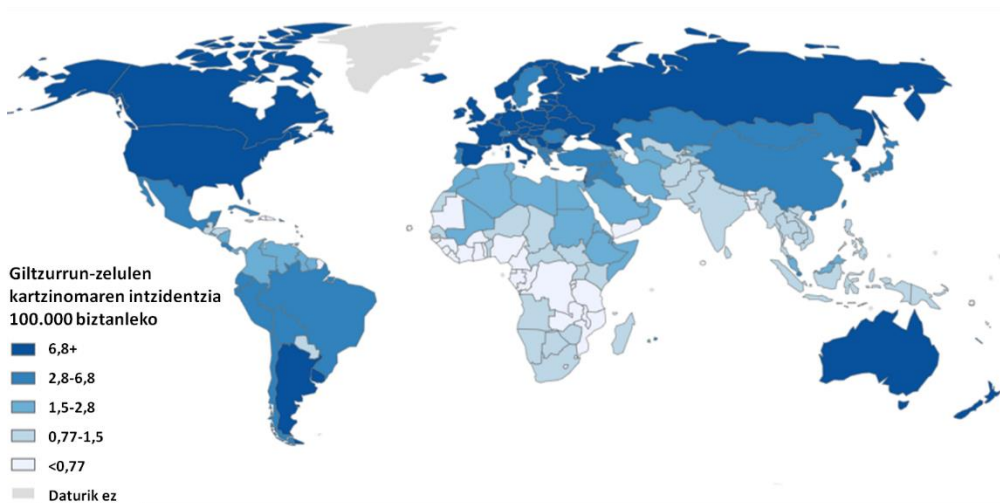 Giltzurrun-zelulen
kartzinomaren intzidentzia
100.000 biztanleko
6,8+
2,8-6,8
1,5-2,8
0,77-1,5
<0,77
Daturik ez